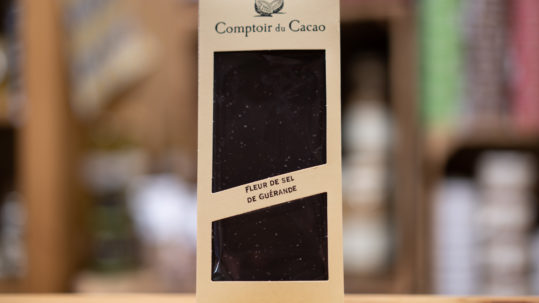 Comptoir du Cacao
FLEUR DE SEL
DE GUÉRANDE